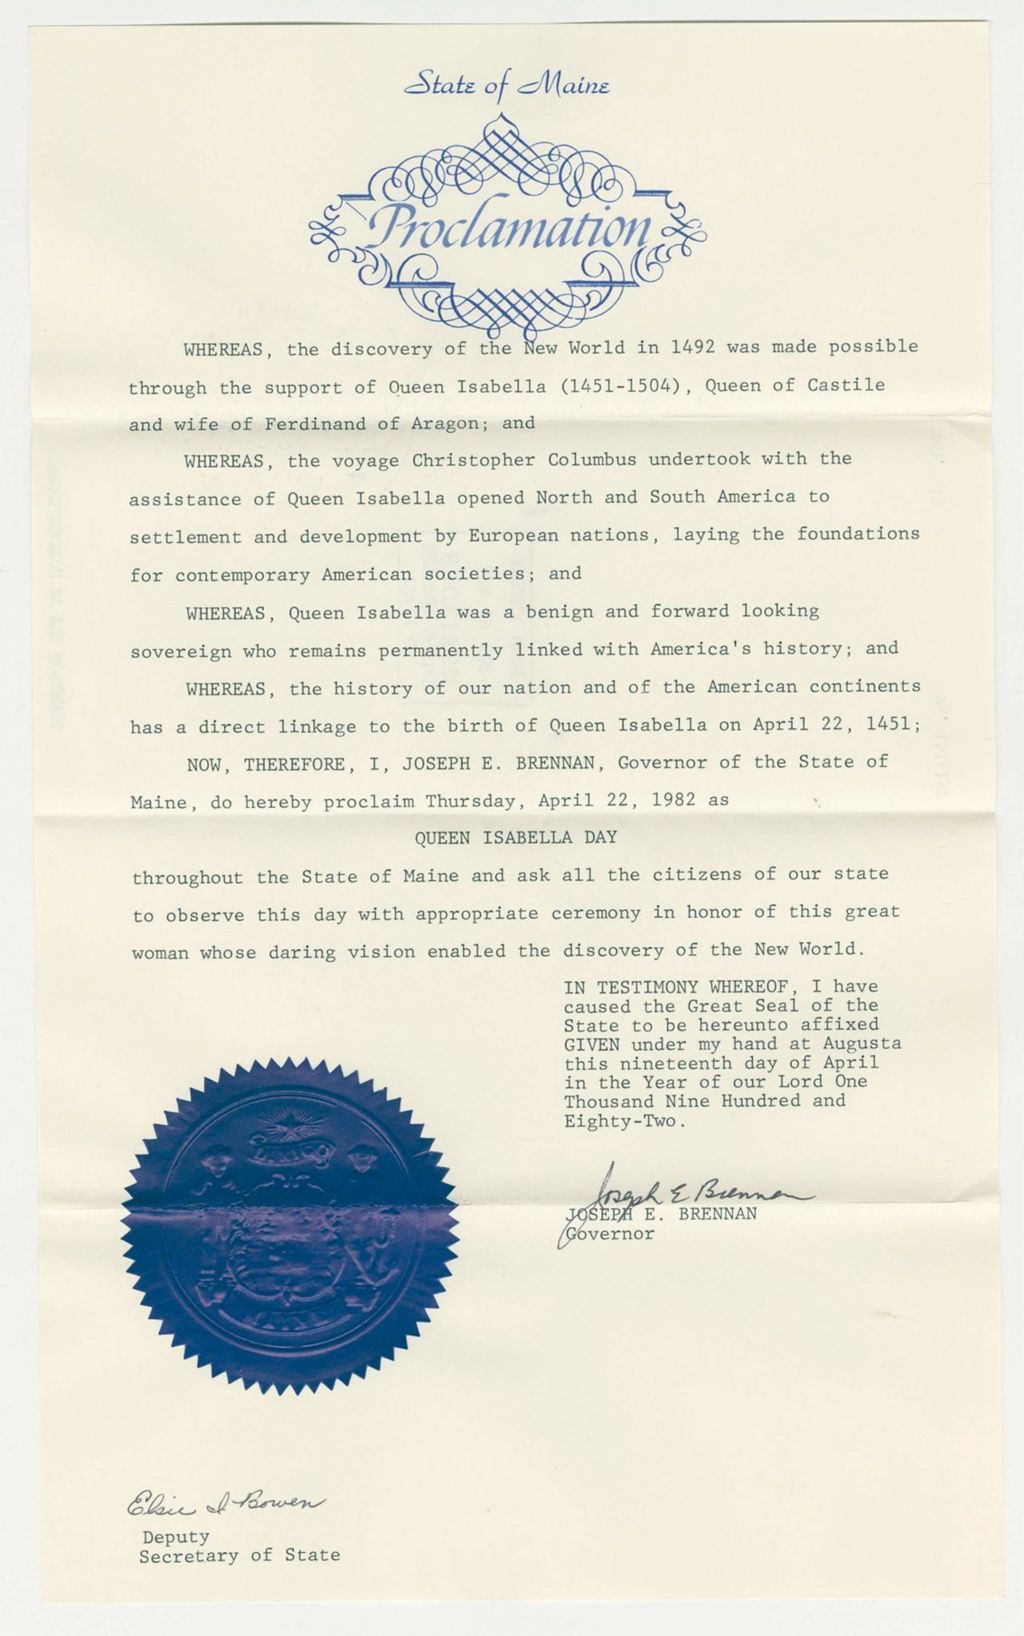 State of Maine
Proclamation
WHEREAS, the discovery of the New World in 1492 was made possible
through the support of Queen Isabella (1451-1504), Queen of Castile
and wife of Ferdinand of Aragon; and
WHEREAS, the voyage Christopher Columbus undertook with the
assistance of Queen Isabella opened North and South America to
settlement and development by European nations, laying the foundations
for contemporary American societies; and
WHEREAS, Queen Isabella was a benign and forward looking
sovereign who remains permanently linked with America's history; and
WHEREAS, the history of our nation and of the American continents
has a direct linkage to the birth of Queen Isabella on April 22, 1451;
NOW, THEREFORE, I, JOSEPH E. BRENNAN, Governor of the State of
Maine, do hereby proclaim Thursday, April 22, 1982 as
QUEEN ISABELLA DAY
throughout the State of Maine and ask all the citizens of our state
to observe this day with appropriate ceremony in honor of this great
woman whose daring vision enabled the discovery of the New World.
IN TESTIMONY WHEREOF, I have
caused the Great Seal of the
State to be hereunto affixed
GIVEN under my hand at Augusta
this nineteenth day of April
in the Year of our Lord One
Thousand Nine Hundred and
Eighty-Two.
Joseph E Brennan
JOSEPH E. BRENNAN
Governor
DIRIGO
Elsie I Bowen
Deputy
Secretary of State